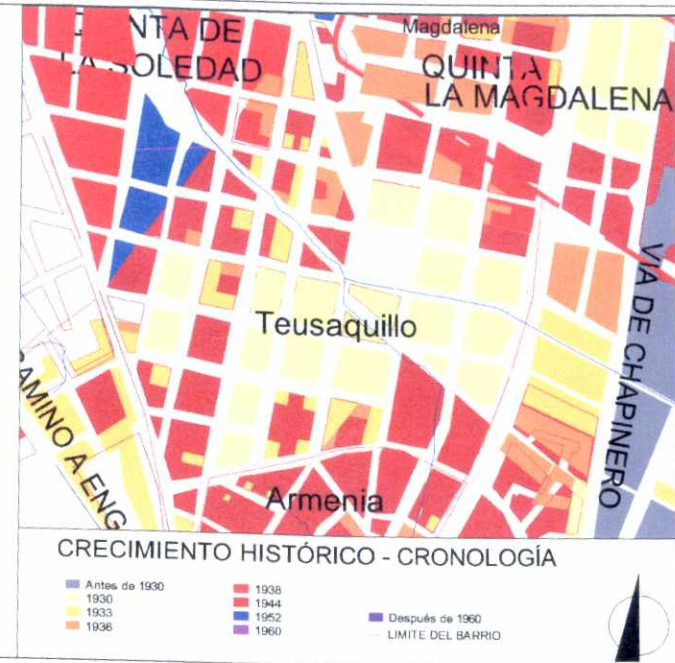 NTA DE
LA SOLEDAD
Magdalena
QUINTA
LA MAGDALENA
VIA DE CHAPINERO
Teusaquillo
CAMINO A ENG
Armenia
CRECIMIENTO HISTÓRICO - CRONOLOGÍA
Antes de 1930
1930
1933
1936
1938
1944
1952
1960
Después de 1960
LIMITE DEL BARRIO